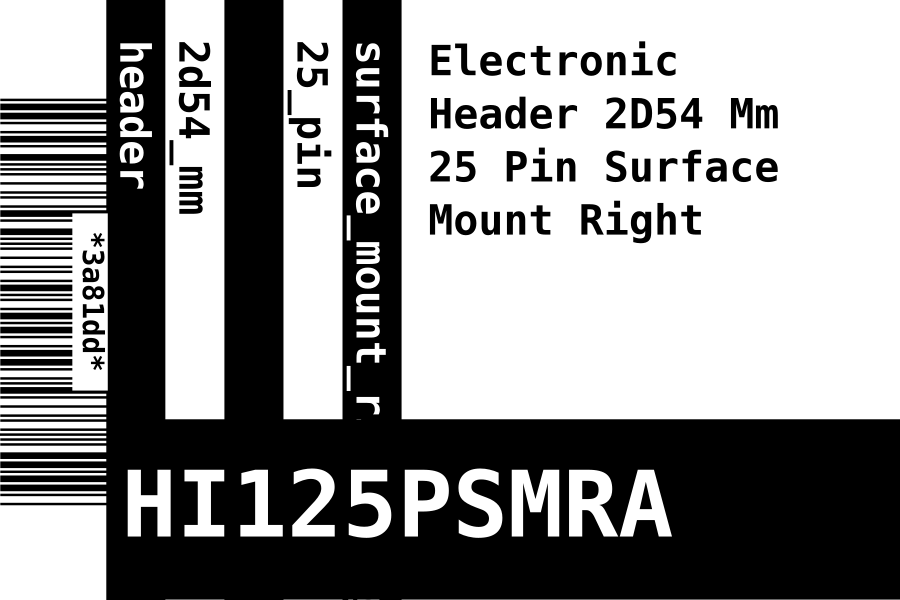 *3a81dd*
header
2d54_mm
25_pin
surface_mount_r
Electronic
Header 2D54 Mm
25 Pin Surface
Mount Right
HI125PSMRA